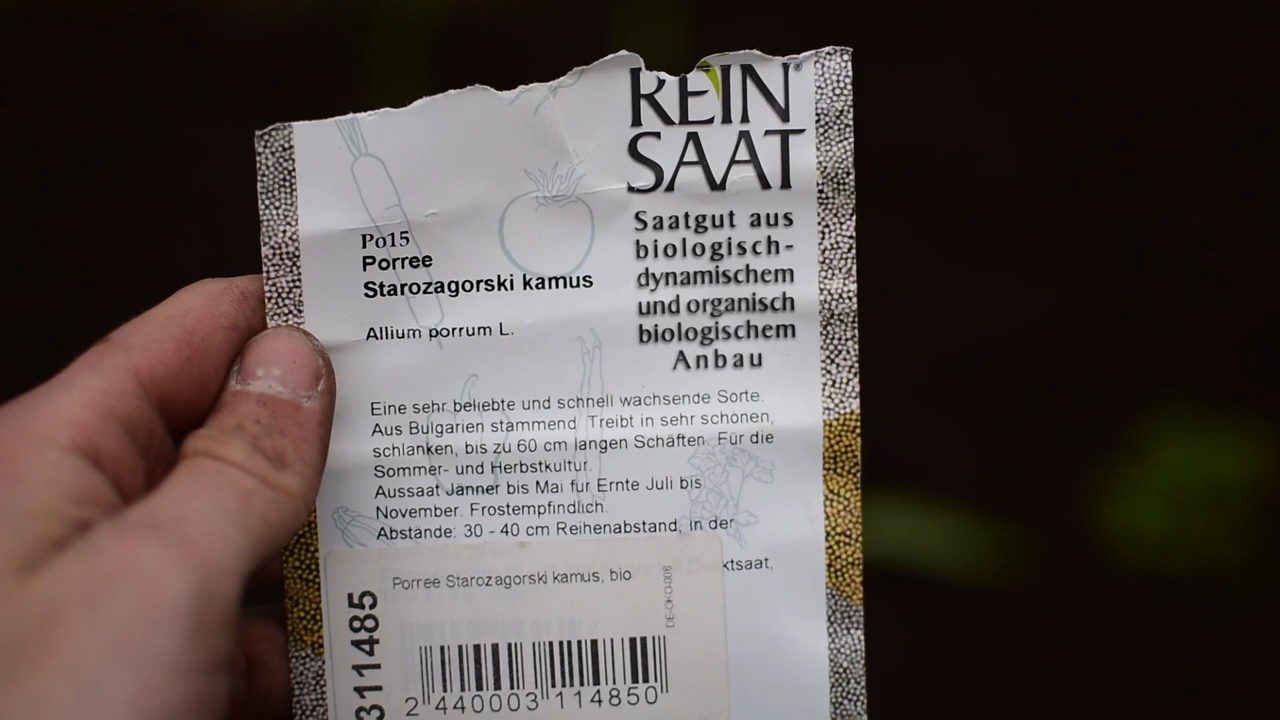 REIN
SAAT
®
Saatgut aus
biologisch-
dynamischem
und organisch
biologischem
Anbau
Po15
Porree
Starozagorski kamus
Allium porrum L.
Eine sehr beliebte und schnell wachsende Sorte.
Aus Bulgarien stammend. Treibt in sehr schönen,
schlanken, bis zu 60 cm langen Schäften. Für die
Sommer- und Herbstkultur.
Aussaat Jänner bis Mai für Ernte Juli bis
November. Frostempfindlich.
Abstände: 30 - 40 cm Reihenabstand, in der
ktsaat,
Porree Starozagorski kamus, bio
DE-ÖKO-006
311485
2 440003 114850